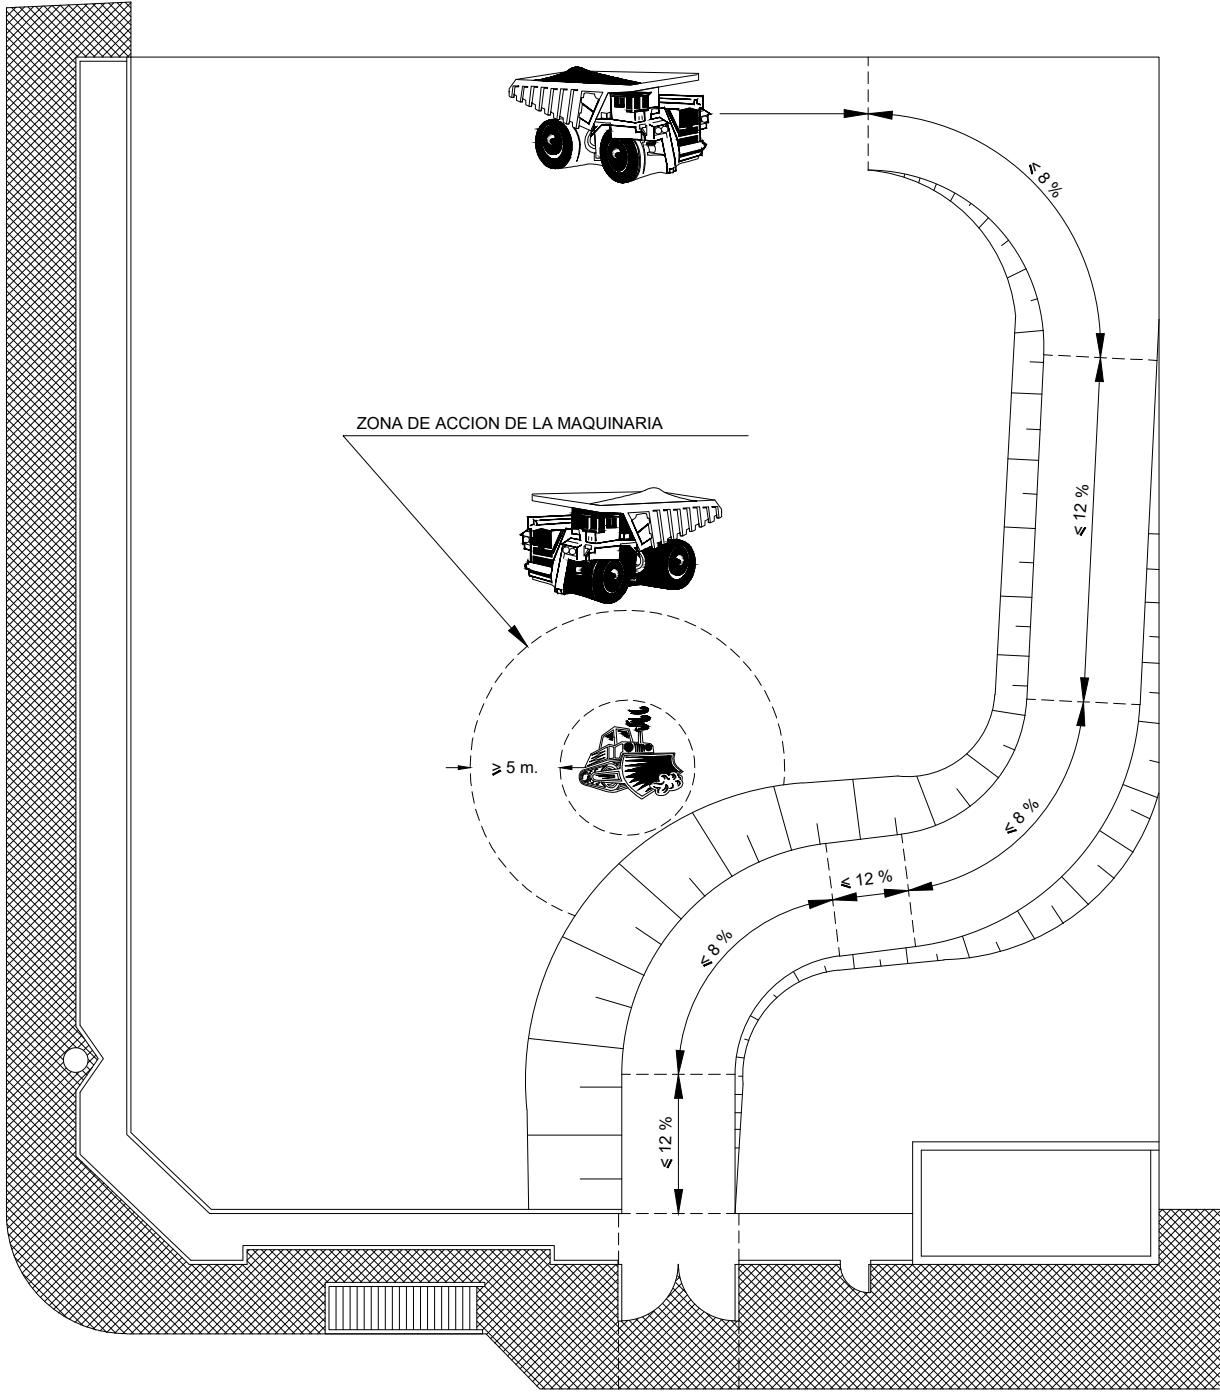 ⩽ 8 %
ZONA DE ACCION DE LA MAQUINARIA
⩽ 12 %
⩾ 5 m.
⩽ 8 %
⩽ 12 %
⩽ 8 %
⩽ 12 %